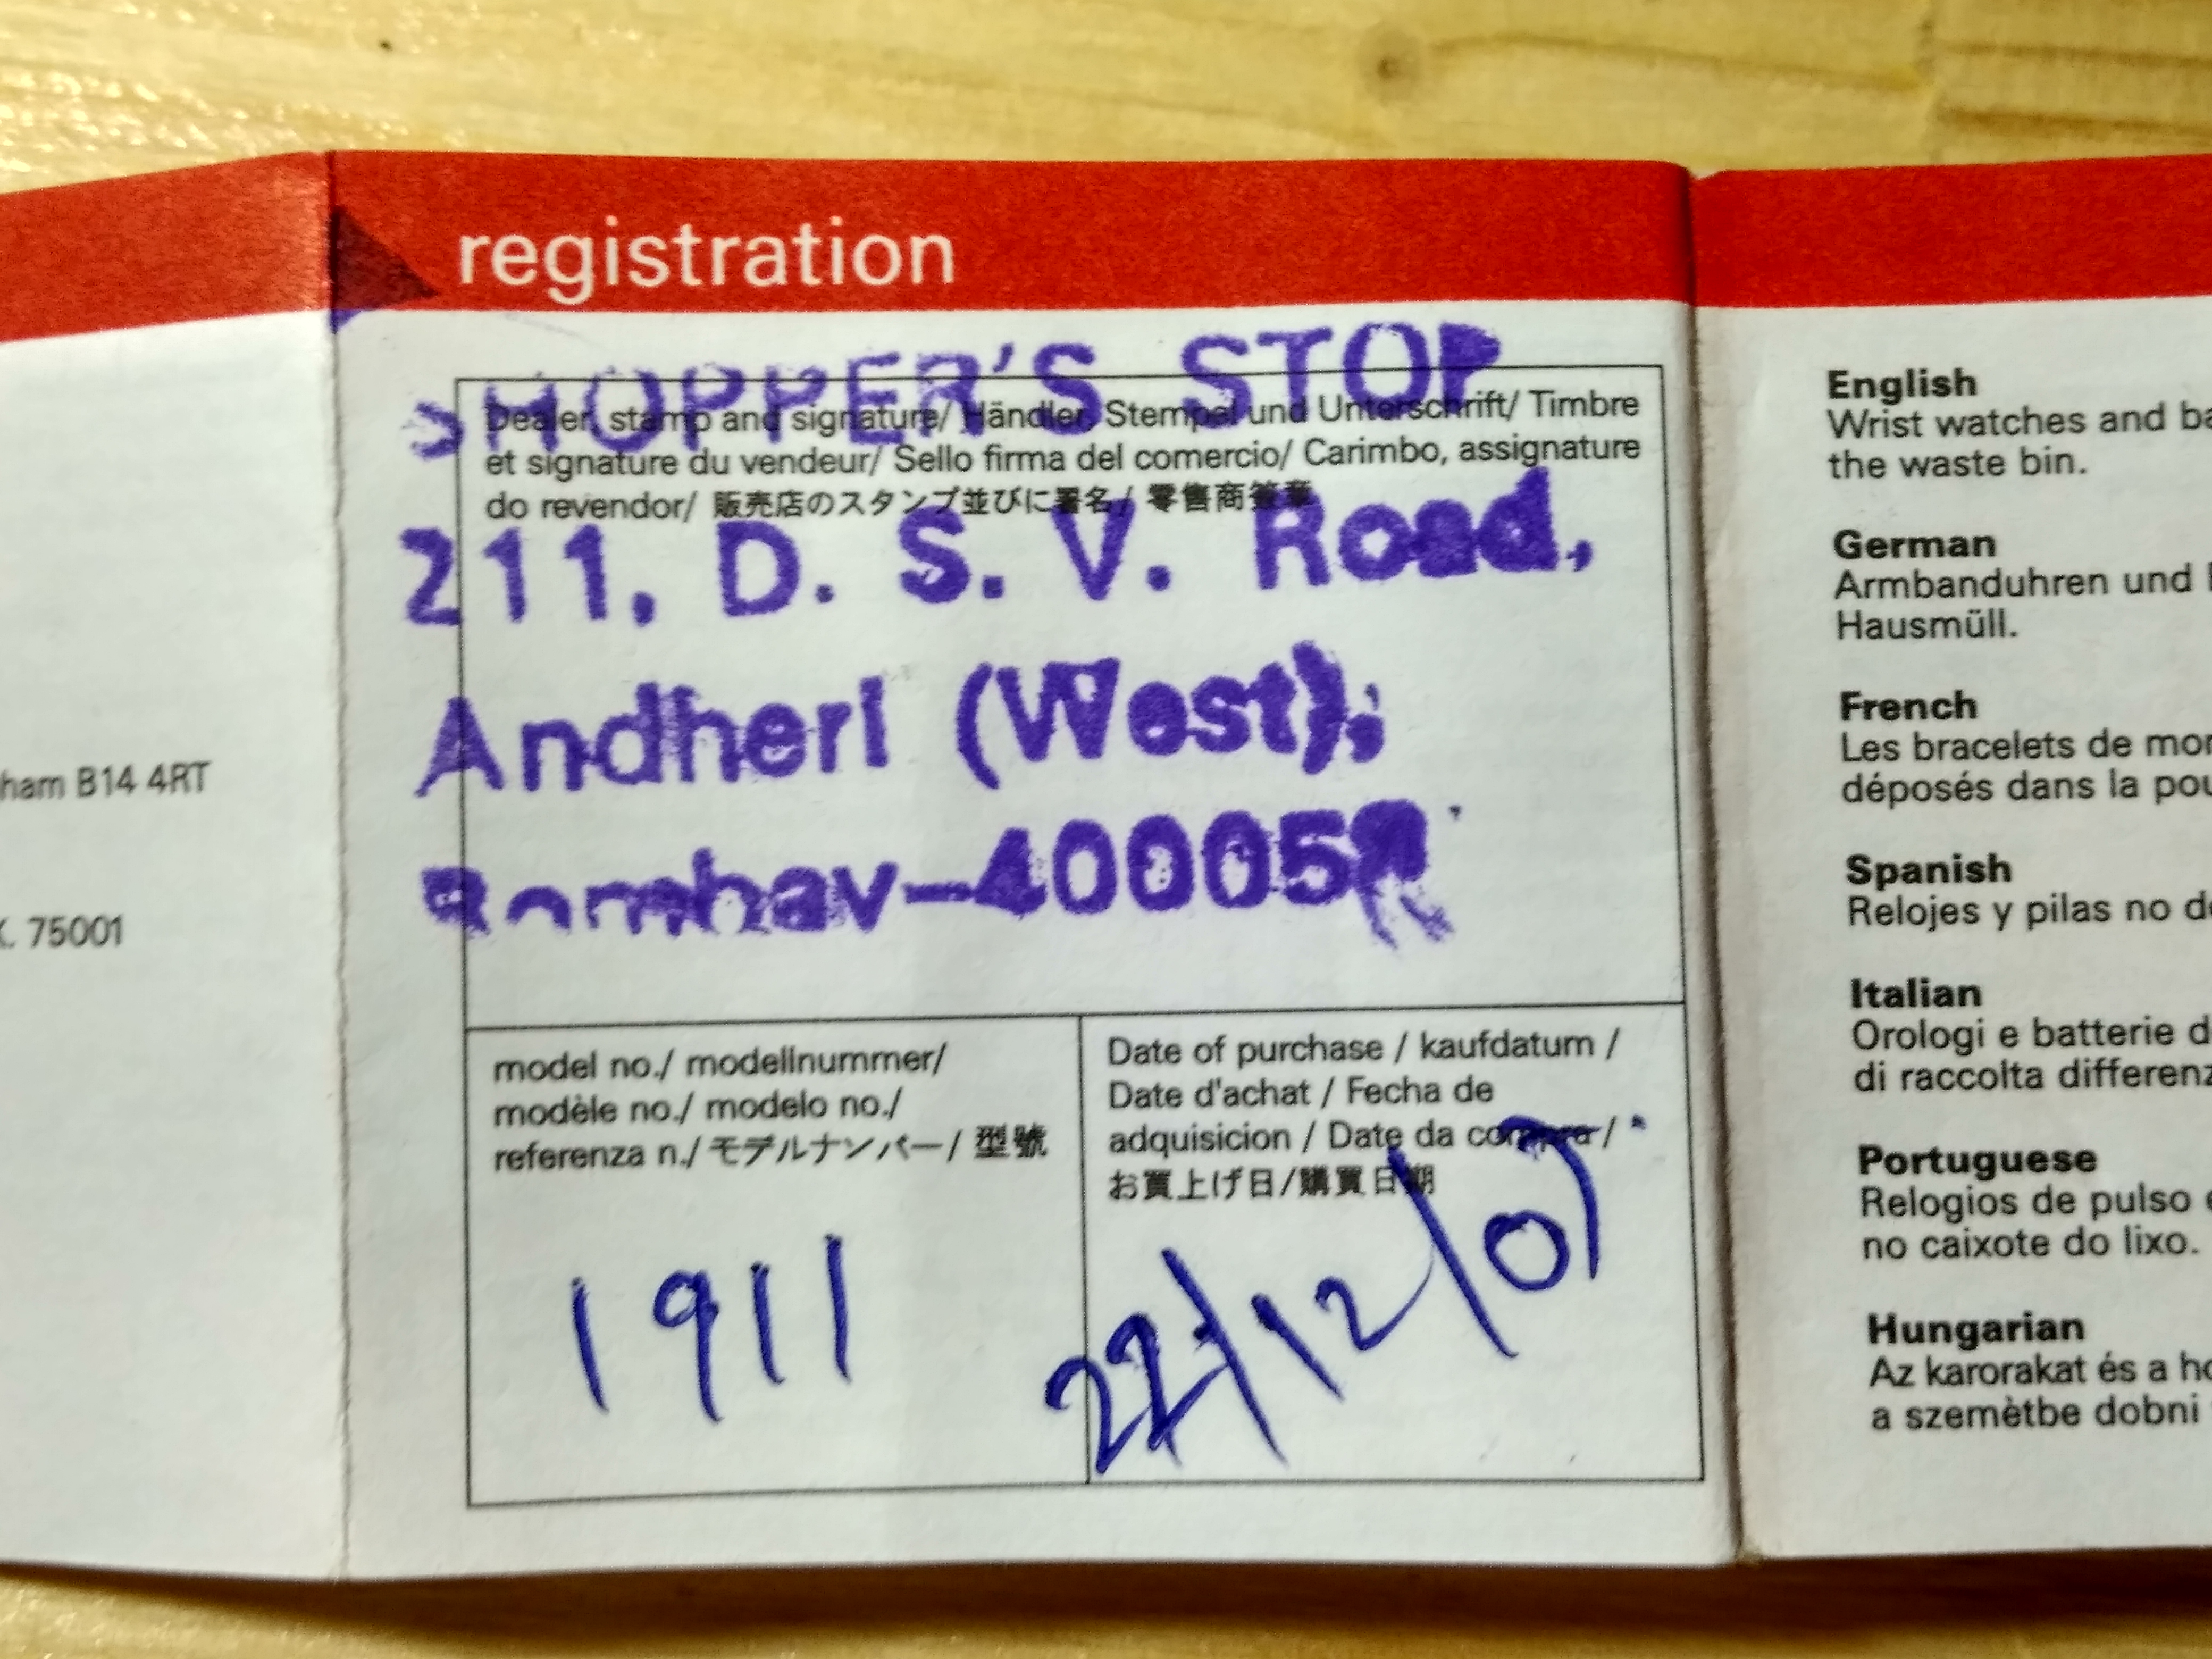 registration
SHOPPER'S STOP
Dealer, stamp and signature/ Händler, Stempel und Unterschrift/ Timbre
et signature du vendeur/ Sello firma del comercio/ Carimbo, assignature
do revendor/ 販売店のスタンプ並びに署名/ 零售商簽章
211, D. S. V. Road,
Andheri (West),
Bombay-40005
model no./ modellnummer/
modèle no./ modelo no./
referenza n./ モデルナンバー/ 型號
1911
Date of purchase / kaufdatum /
Date d'achat / Fecha de
adquisicion / Date da compra /
お買上げ日/購買日期
22/12/07
ham B14 4RT
75001
English
Wrist watches and
the waste bin.
German
Armbanduhren und
Hausmüll.
French
Les bracelets de
déposés dans la
Spanish
Relojes y pilas no
Italian
Orologi e batterie
di raccolta
Portuguese
Relogios de pulso
no caixote do lixo.
Hungarian
Az karorakat és a
a szemètbe dobni